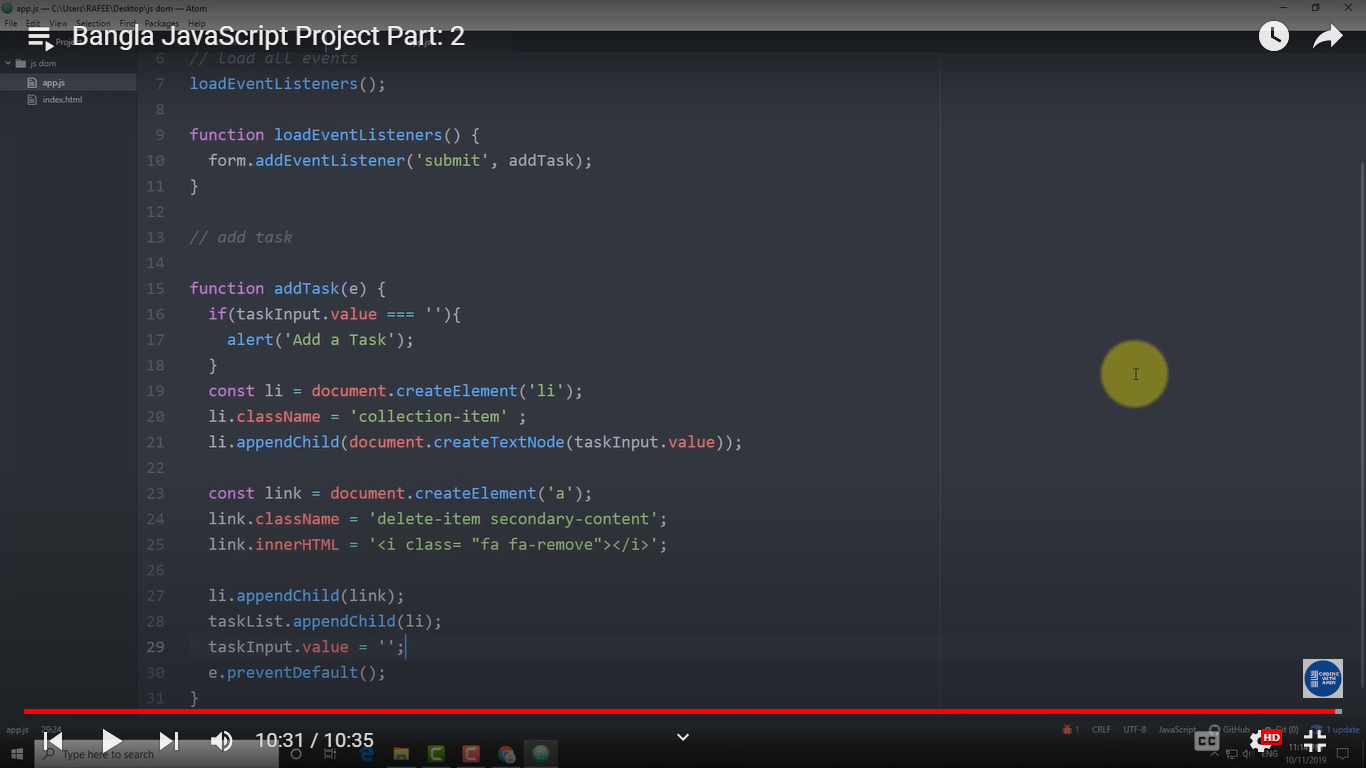 app.js — C:\Users\RAFEE\Desktop\js dom — Atom
File Edit View Selection Find Packages Help
Bangla JavaScript Project Part: 2
js dom
app.js
index.html
6 // load all events
7 loadEventListeners();
8
9 function loadEventListeners() {
10 form.addEventListener('submit', addTask);
11 }
12
13 // add task
14
15 function addTask(e) {
16 if(taskInput.value === ''){
17 alert('Add a Task');
18 }
19 const li = document.createElement('li');
20 li.className = 'collection-item' ;
21 li.appendChild(document.createTextNode(taskInput.value));
22
23 const link = document.createElement('a');
24 link.className = 'delete-item secondary-content';
25 link.innerHTML = '<i class= "fa fa-remove"></i>';
26
27 li.appendChild(link);
28 taskList.appendChild(li);
29 taskInput.value = '';
30 e.preventDefault();
31 }
CODING WITH
app.js 29:24
1 CRLF UTF-8 JavaScript GitHub Git (0) 1 update
10:31 / 10:35
CC HD
Type here to search
ENG
10/11/2019